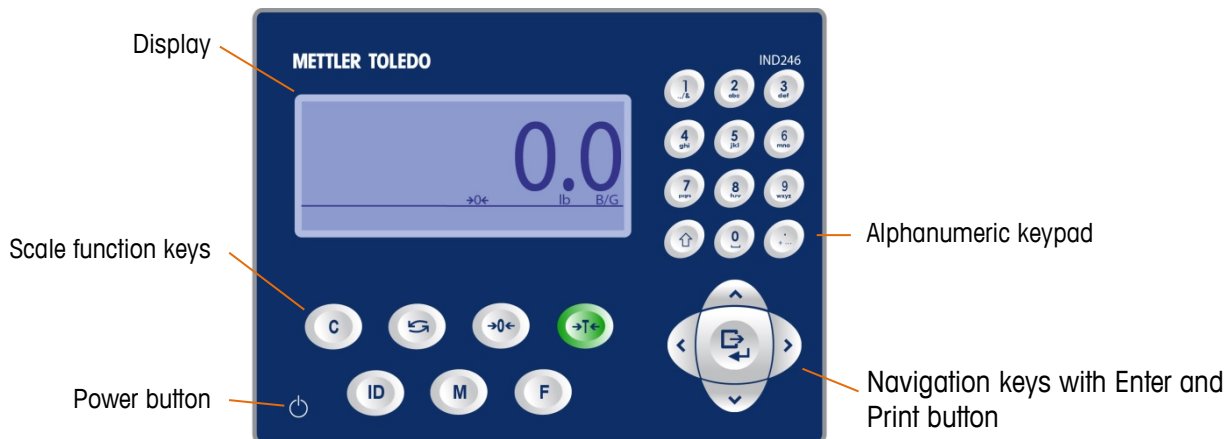 Display
METTLER TOLEDO
IND246
0.0
→0←
lb
B/G
1
../&
2
abc
3
def
4
ghi
5
jkl
6
mno
7
pqrs
8
9
wxyz
0
Alphanumeric keypad
Scale function keys
C
→0←
→T←
ID
M
F
Power button
Navigation keys with Enter and
Print button